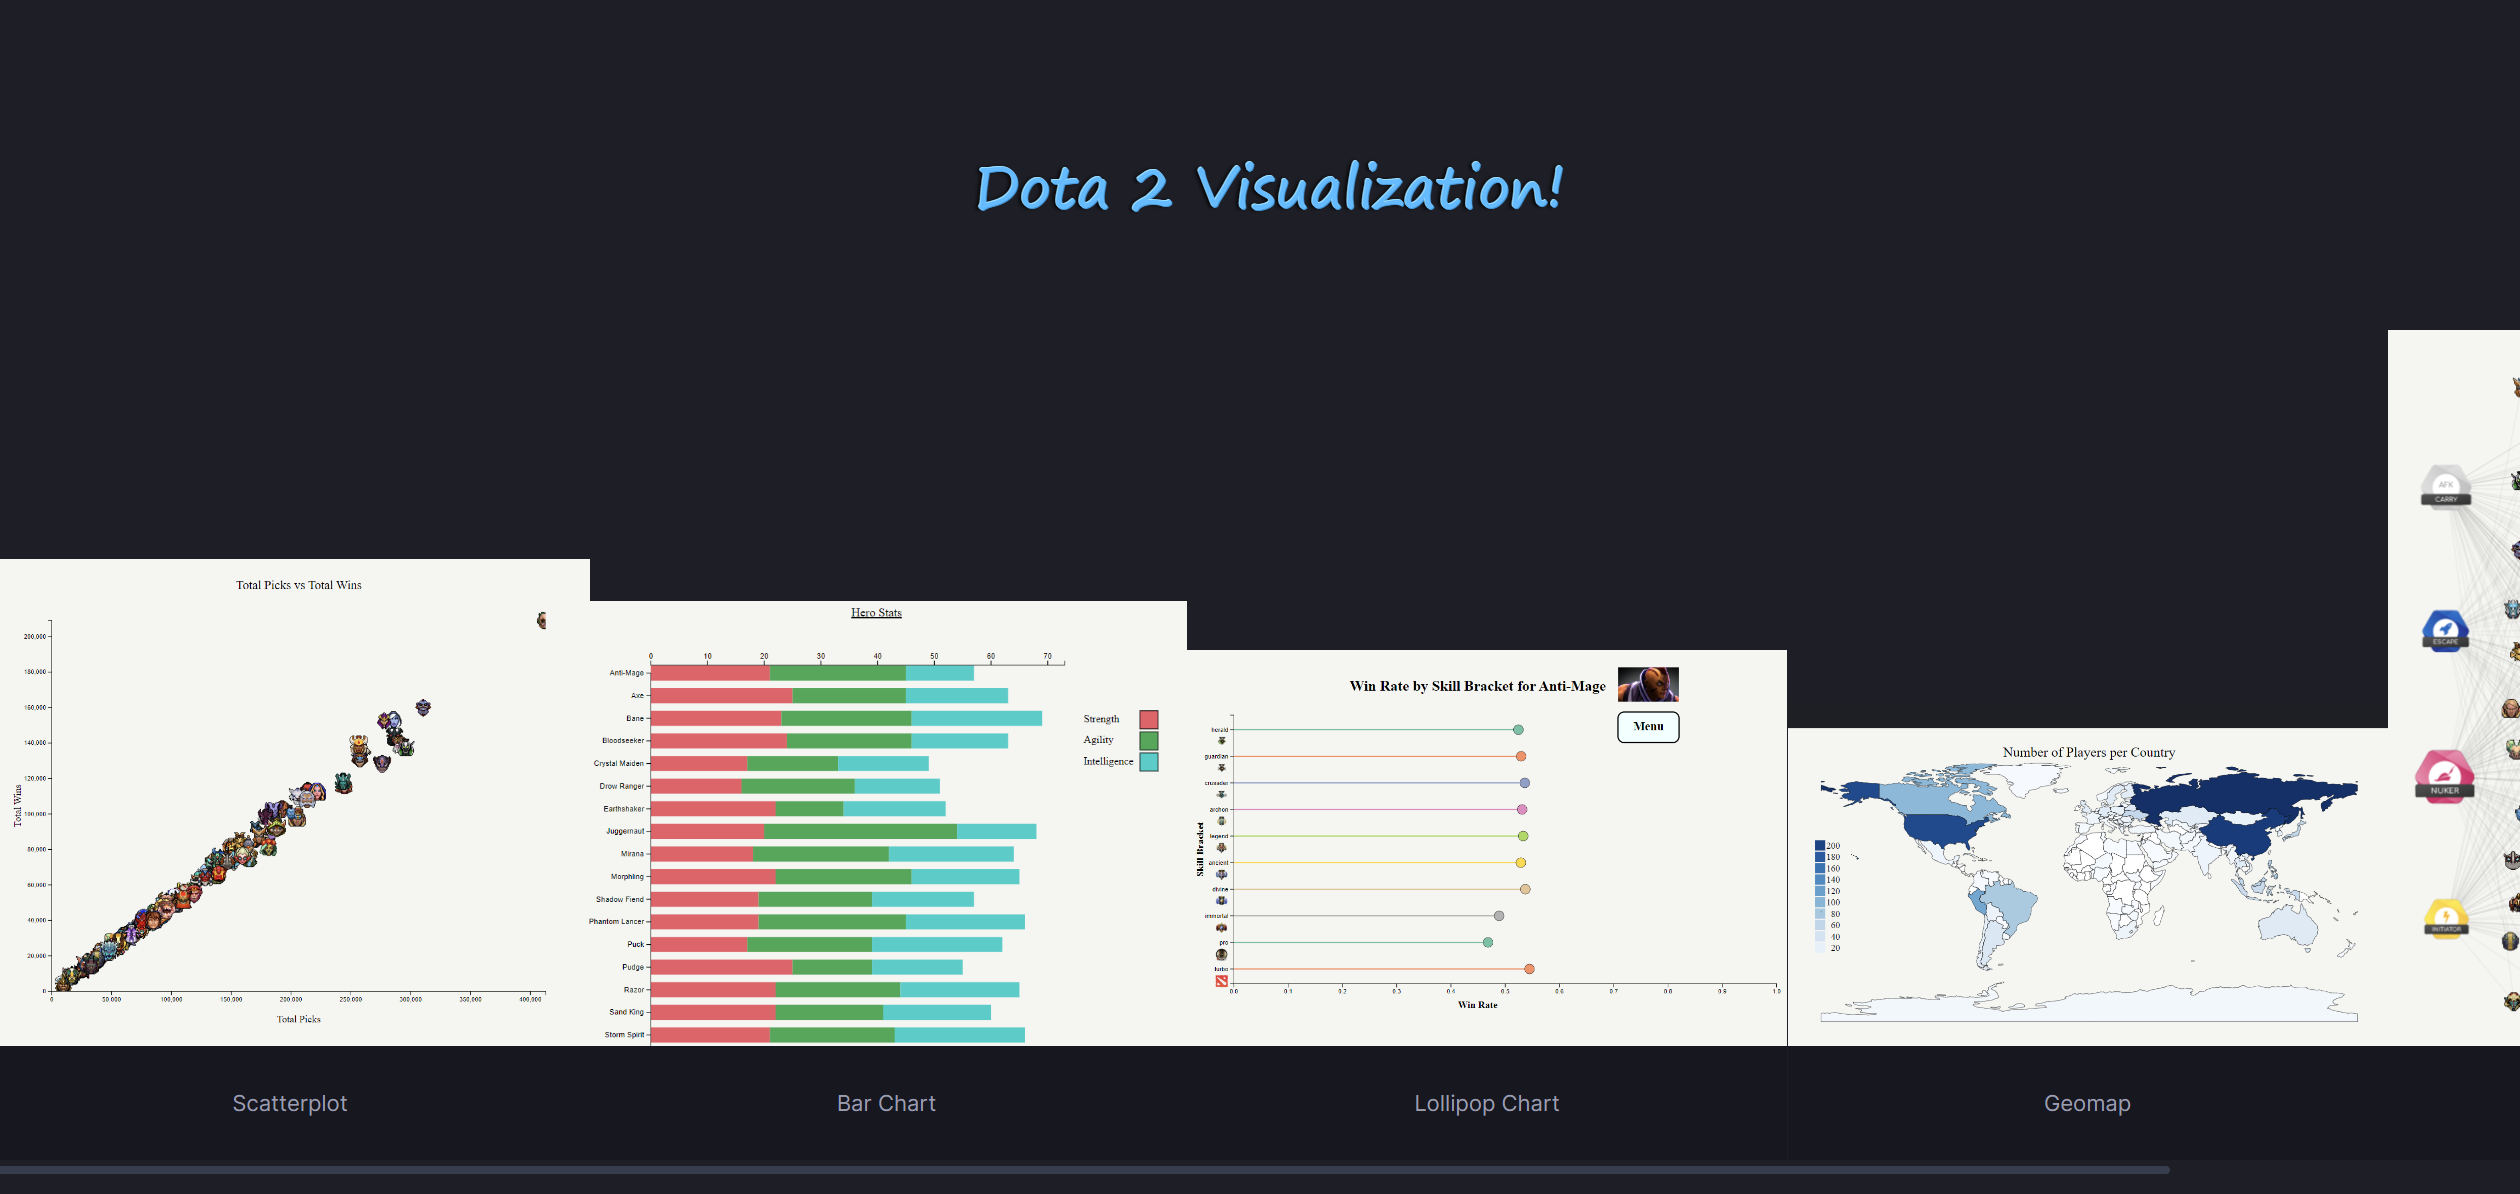 Dota 2 Visualization!
Total Picks vs Total Wins
200,000
180,000
160,000
140,000
120,000
100,000
80,000
60,000
40,000
20,000
0
Total Wins
0 50,000 100,000 150,000 200,000 250,000 300,000 350,000 400,000
Total Picks
Hero Stats
0 10 20 30 40 50 60 70
Anti-Mage
Axe
Bane
Bloodseeker
Crystal Maiden
Drow Ranger
Earthshaker
Juggernaut
Mirana
Morphling
Shadow Fiend
Phantom Lancer
Puck
Pudge
Razor
Sand King
Storm Spirit
Strength
Agility
Intelligence
Win Rate by Skill Bracket for Anti-Mage
Menu
Skill Bracket
herald
guardian
crusader
archon
legend
ancient
divine
immortal
pro
turbo
0.0 0.1 0.2 0.3 0.4 0.5 0.6 0.7 0.8 0.9 1.0
Win Rate
Number of Players per Country
200
180
160
140
120
100
80
60
40
20
AFK
CARRY
ESCAPE
NUKER
INITIATOR
Scatterplot
Bar Chart
Lollipop Chart
Geomap